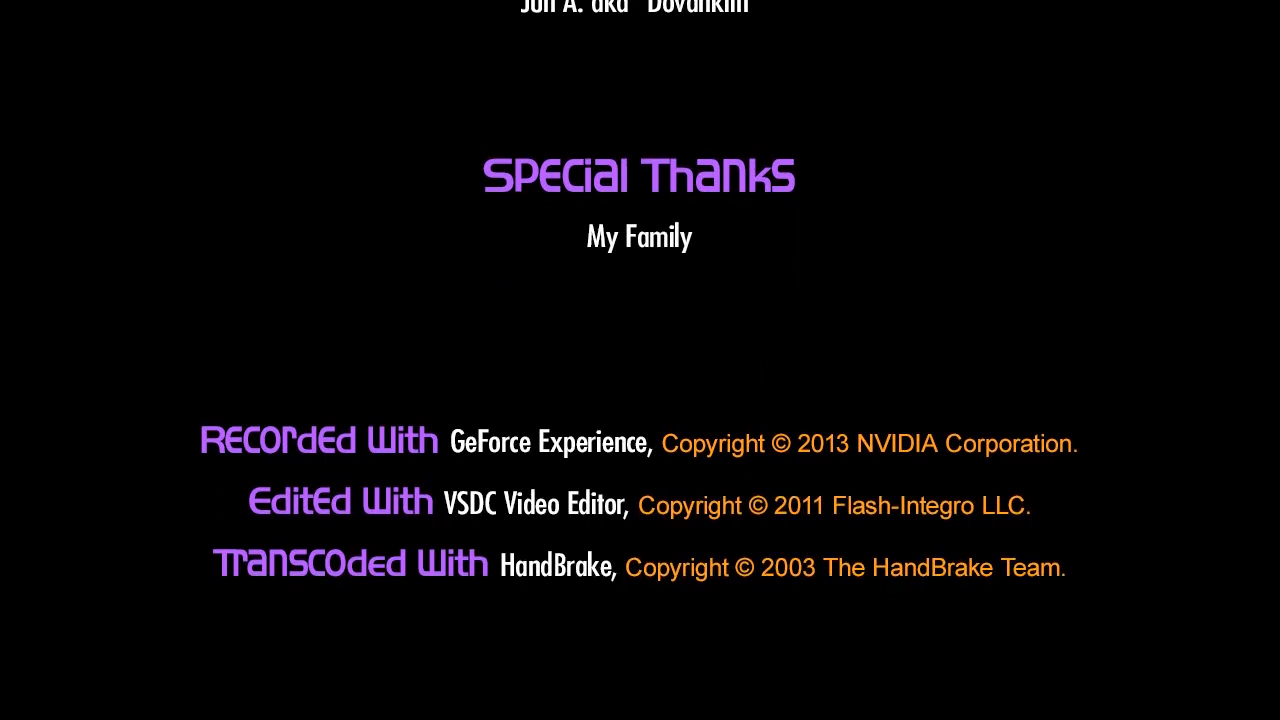 A. aka
Special Thanks
My Family
Recorded With GeForce Experience, Copyright © 2013 NVIDIA Corporation.
Edited With VSDC Video Editor, Copyright © 2011 Flash-Integro LLC.
Transcoded With HandBrake, Copyright © 2003 The HandBrake Team.